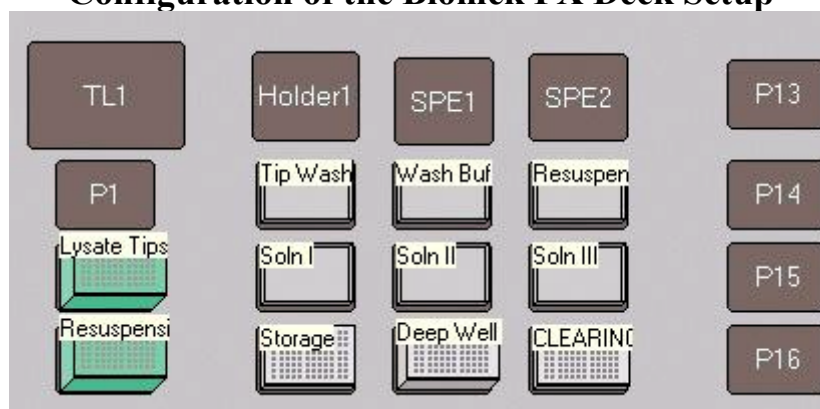 Configuration of the Biomek FX Deck Setup
TL1 Holder1 SPE1 SPE2 P13
P1 Tip Wash Wash Buf Resuspen P14
Lysate Tips Soln I Soln II Soln III P15
Resuspensi Storage Deep Well CLEARING P16